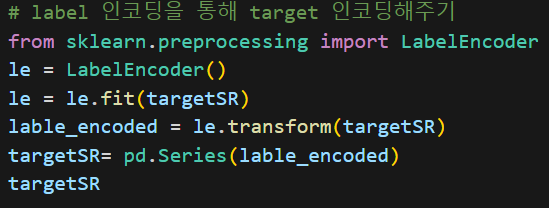 # label 인코딩을 통해 target 인코딩해주기
from sklearn.preprocessing import LabelEncoder
le = LabelEncoder()
le = le.fit(targetSR)
lable_encoded = le.transform(targetSR)
targetSR= pd.Series(lable_encoded)
targetSR